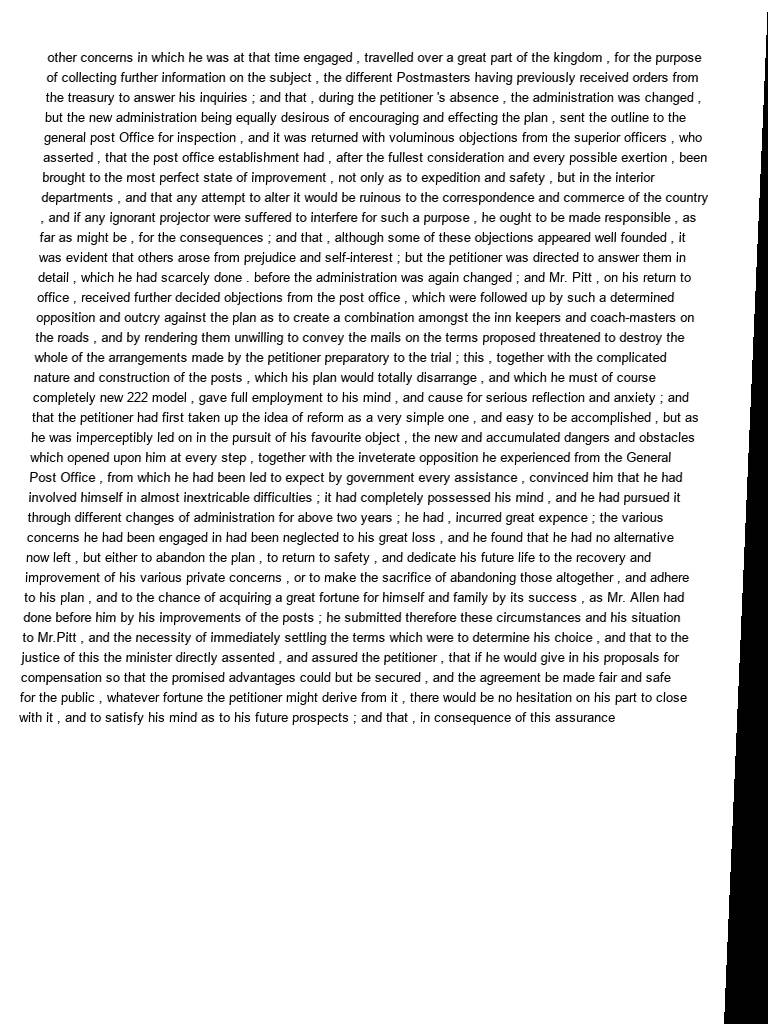 other concerns in which he was at that time engaged , travelled over a great part of the kingdom , for the purpose
of collecting further information on the subject , the different Postmasters having previously received orders from
the treasury to answer his inquiries ; and that , during the petitioner 's absence , the administration was changed ,
but the new administration being equally desirous of encouraging and effecting the plan , sent the outline to the
general post Office for inspection , and it was returned with voluminous objections from the superior officers , who
asserted , that the post office establishment had , after the fullest consideration and every possible exertion , been
brought to the most perfect state of improvement , not only as to expedition and safety , but in the interior
departments , and that any attempt to alter it would be ruinous to the correspondence and commerce of the country
, and if any ignorant projector were suffered to interfere for such a purpose , he ought to be made responsible , as
far as might be , for the consequences ; and that , although some of these objections appeared well founded , it
was evident that others arose from prejudice and self-interest ; but the petitioner was directed to answer them in
detail , which he had scarcely done . before the administration was again changed ; and Mr. Pitt , on his return to
office , received further decided objections from the post office , which were followed up by such a determined
opposition and outcry against the plan as to create a combination amongst the inn keepers and coach-masters on
the roads , and by rendering them unwilling to convey the mails on the terms proposed threatened to destroy the
whole of the arrangements made by the petitioner preparatory to the trial ; this , together with the complicated
nature and construction of the posts , which his plan would totally disarrange , and which he must of course
completely new 222 model , gave full employment to his mind , and cause for serious reflection and anxiety ; and
that the petitioner had first taken up the idea of reform as a very simple one , and easy to be accomplished , but as
he was imperceptibly led on in the pursuit of his favourite object , the new and accumulated dangers and obstacles
which opened upon him at every step , together with the inveterate opposition he experienced from the General
Post Office , from which he had been led to expect by government every assistance , convinced him that he had
involved himself in almost inextricable difficulties ; it had completely possessed his mind , and he had pursued it
through different changes of administration for above two years ; he had , incurred great expence ; the various
concerns he had been engaged in had been neglected to his great loss , and he found that he had no alternative
now left , but either to abandon the plan , to return to safety , and dedicate his future life to the recovery and
improvement of his various private concerns , or to make the sacrifice of abandoning those altogether , and adhere
to his plan , and to the chance of acquiring a great fortune for himself and family by its success , as Mr. Allen had
done before him by his improvements of the posts ; he submitted therefore these circumstances and his situation
to Mr.Pitt , and the necessity of immediately settling the terms which were to determine his choice , and that to the
justice of this the minister directly assented , and assured the petitioner , that if he would give in his proposals for
compensation so that the promised advantages could but be secured , and the agreement be made fair and safe
for the public , whatever fortune the petitioner might derive from it , there would be no hesitation on his part to close
with it , and to satisfy his mind as to his future prospects ; and that , in consequence of this assurance